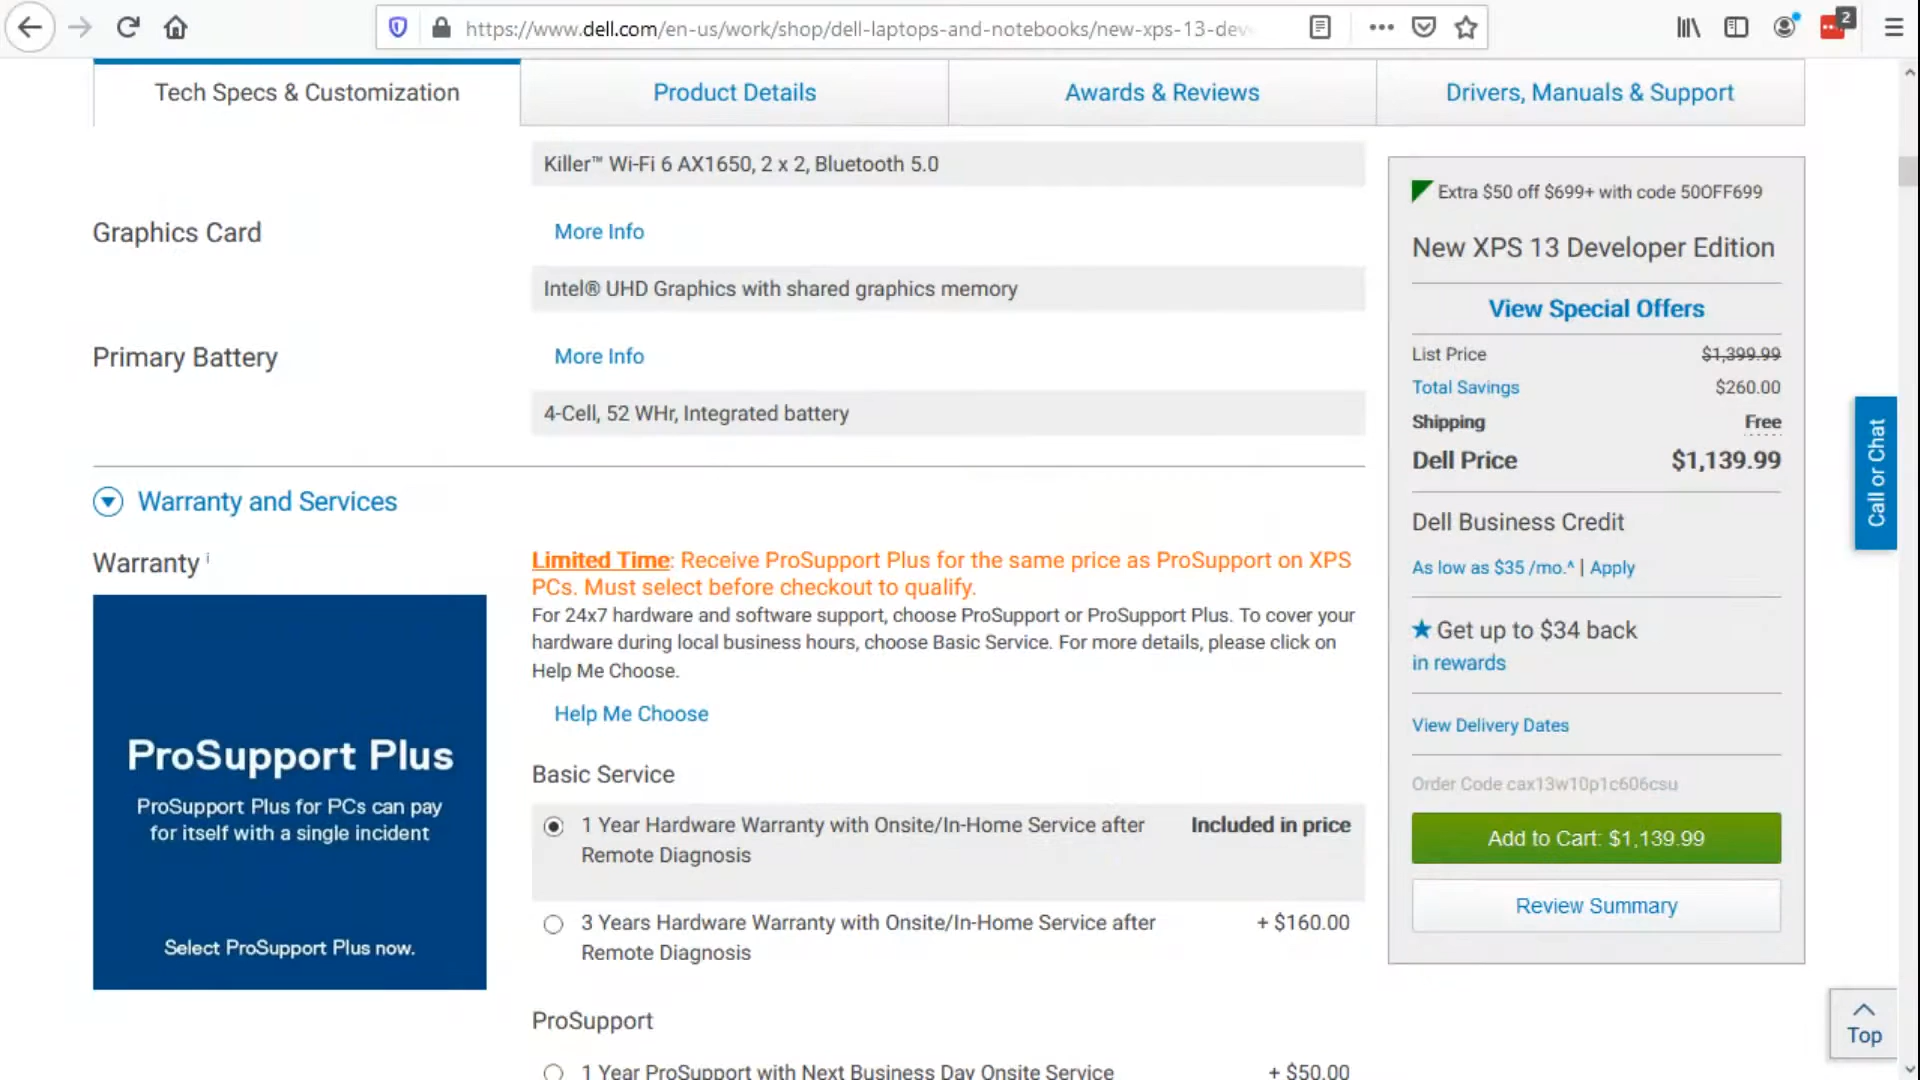 2
https://www.dell.com/en-us/work/shop/dell-laptops-and-notebooks/new-xps-13-dev
Tech Specs & Customization
Product Details
Awards & Reviews
Drivers, Manuals & Support
Killer™ Wi-Fi 6 AX1650, 2 x 2, Bluetooth 5.0
Graphics Card
More Info
Intel® UHD Graphics with shared graphics memory
Primary Battery
More Info
4-Cell, 52 WHr, Integrated battery
Warranty and Services
Warranty i
ProSupport Plus
ProSupport Plus for PCs can pay
for itself with a single incident
Select ProSupport Plus now.
Limited Time: Receive ProSupport Plus for the same price as ProSupport on XPS
PCs. Must select before checkout to qualify.
For 24x7 hardware and software support, choose ProSupport or ProSupport Plus. To cover your
hardware during local business hours, choose Basic Service. For more details, please click on
Help Me Choose.
Help Me Choose
Basic Service
1 Year Hardware Warranty with Onsite/In-Home Service after Included in price
Remote Diagnosis
3 Years Hardware Warranty with Onsite/In-Home Service after + $160.00
Remote Diagnosis
ProSupport
1 Year ProSupport with Next Business Day Onsite Service + $50.00
Extra $50 off $699+ with code 50OFF699
New XPS 13 Developer Edition
View Special Offers
List Price $1,399.99
Total Savings $260.00
Shipping Free
Dell Price $1,139.99
Dell Business Credit
As low as $35 /mo.^ | Apply
Get up to $34 back
in rewards
View Delivery Dates
Order Code cax13w10p1c606csu
Add to Cart: $1,139.99
Review Summary
Call or Chat
Top